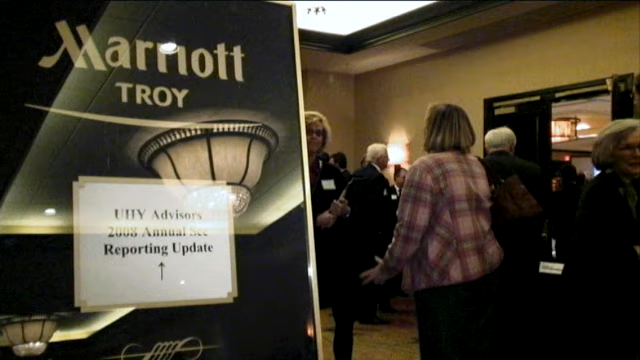 Marriott
TROY
UHY Advisors
2008 Annual Sec
Reporting Update
↑